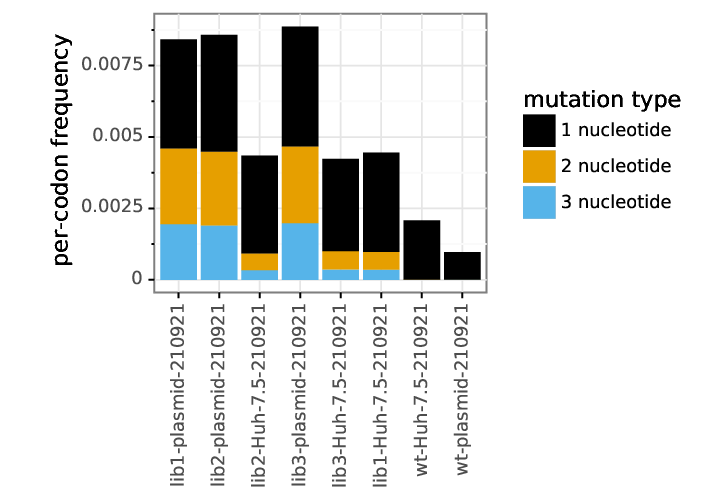 per-codon frequency
0.0075
0.005
0.0025
0
lib1-plasmid-210921
lib2-plasmid-210921
lib2-Huh-7.5-210921
lib3-plasmid-210921
lib3-Huh-7.5-210921
lib1-Huh-7.5-210921
wt-Huh-7.5-210921
wt-plasmid-210921
mutation type
1 nucleotide
2 nucleotide
3 nucleotide